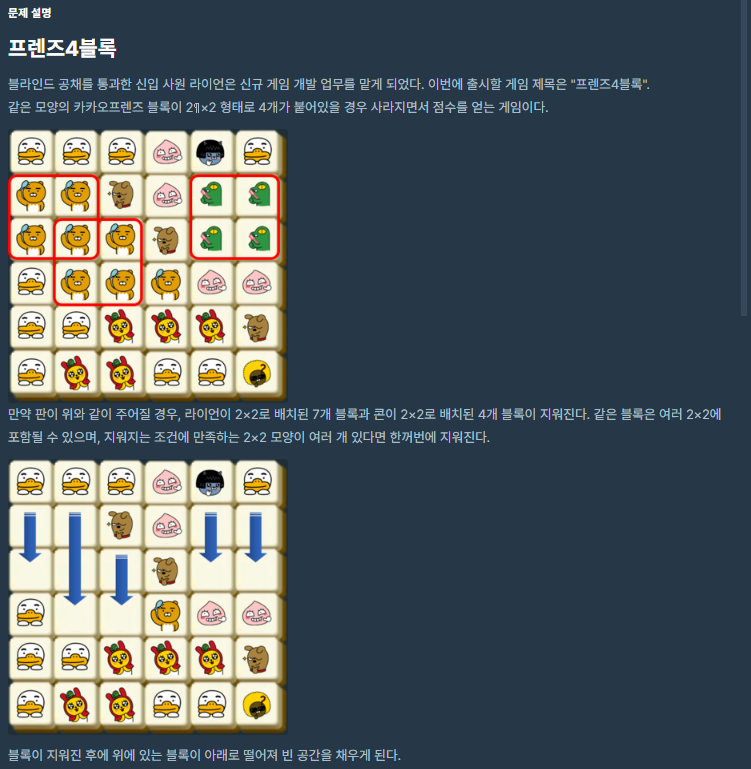 문제 설명
프렌즈4블록
블라인드 공채를 통과한 신입 사원 라이언은 신규 게임 개발 업무를 맡게 되었다. 이번에 출시할 게임 제목은 "프렌즈4블록".
같은 모양의 카카오프렌즈 블록이 2¶×2 형태로 4개가 붙어있을 경우 사라지면서 점수를 얻는 게임이다.
만약 판이 위와 같이 주어질 경우, 라이언이 2×2로 배치된 7개 블록과 콘이 2×2로 배치된 4개 블록이 지워진다. 같은 블록은 여러 2×2에
포함될 수 있으며, 지워지는 조건에 만족하는 2×2 모양이 여러 개 있다면 한꺼번에 지워진다.
블록이 지워진 후에 위에 있는 블록이 아래로 떨어져 빈 공간을 채우게 된다.